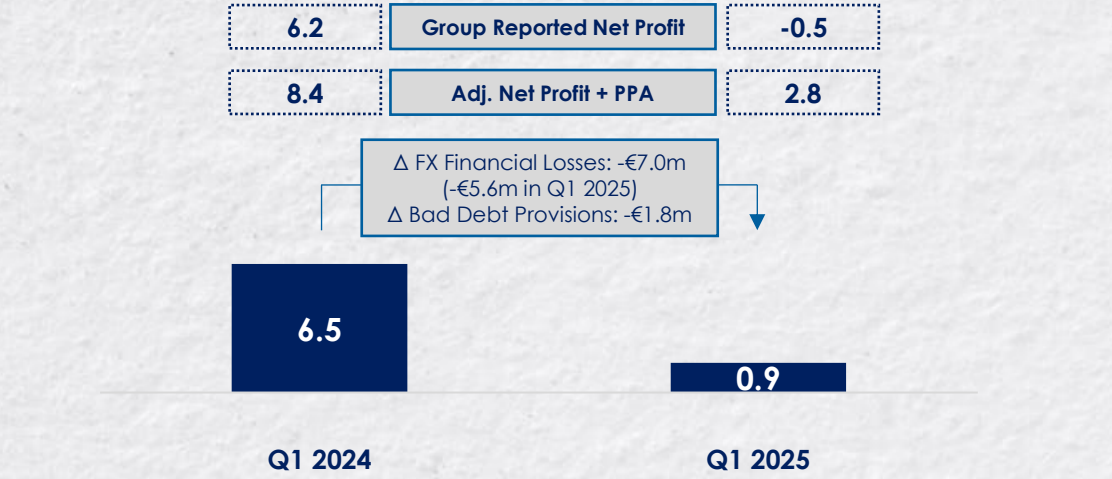 6.2 Group Reported Net Profit -0.5
8.4 Adj. Net Profit + PPA 2.8
Δ FX Financial Losses: -€7.0m
(-€5.6m in Q1 2025)
Δ Bad Debt Provisions: -€1.8m
6.5
0.9
Q1 2024 Q1 2025